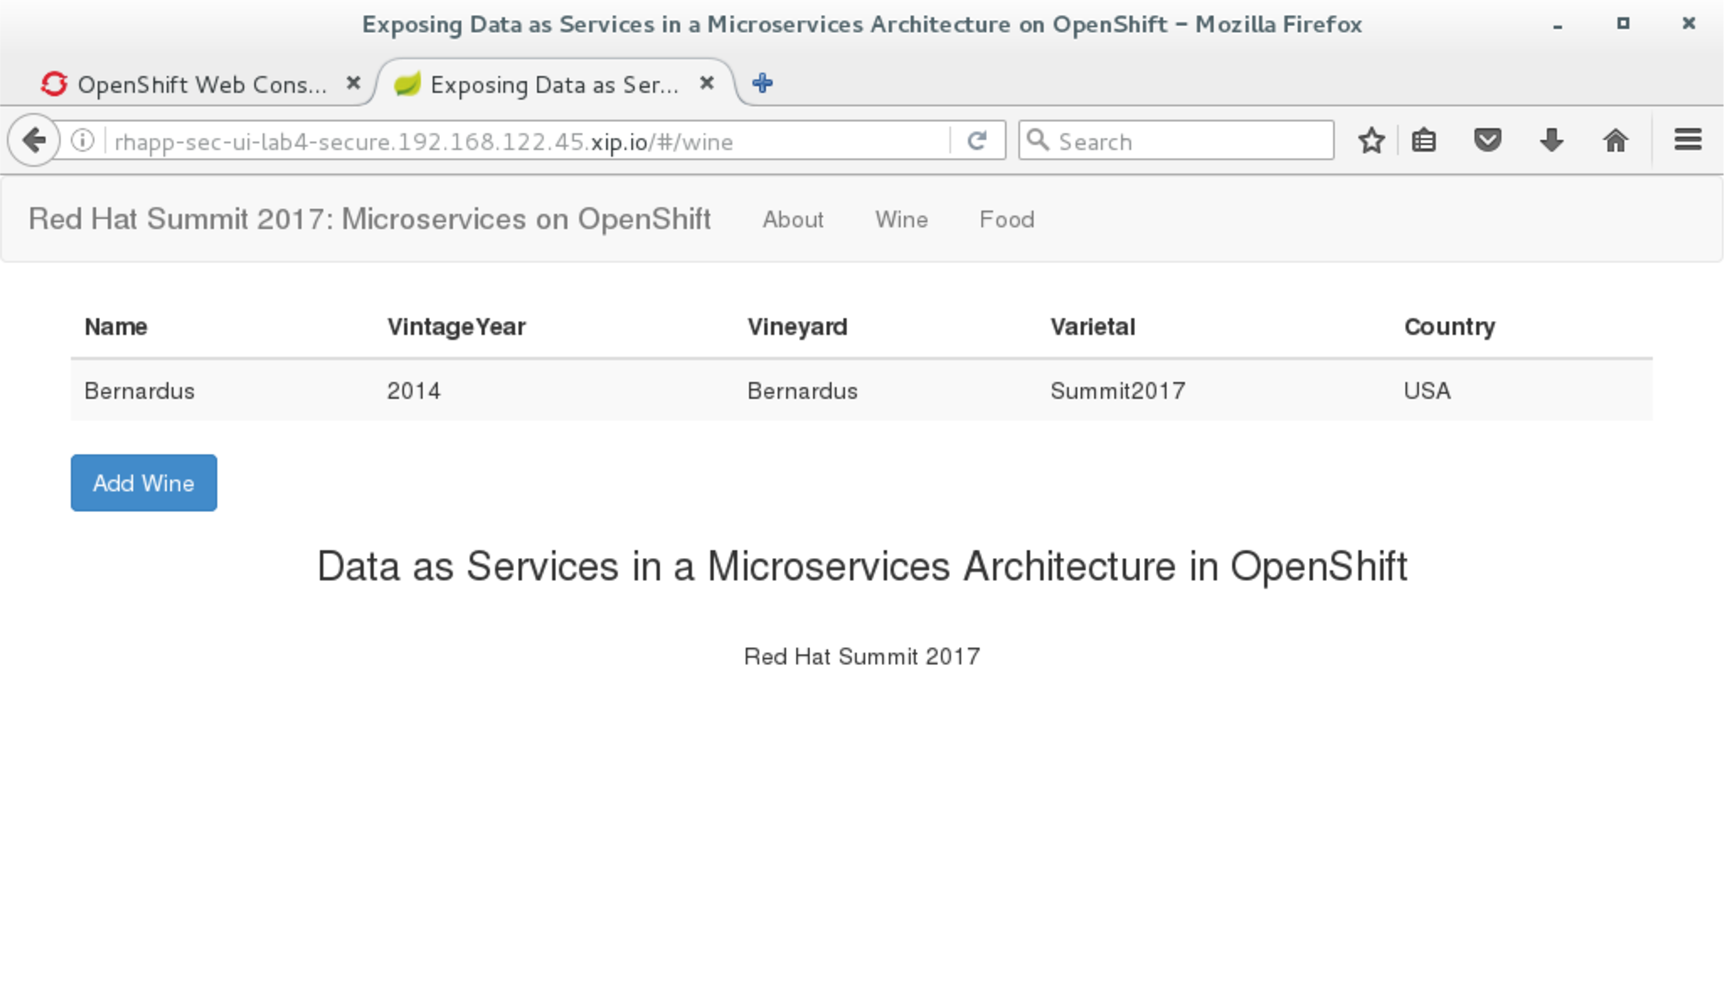 Exposing Data as Services in a Microservices Architecture on OpenShift – Mozilla Firefox
OpenShift Web Cons... Exposing Data as Ser...
rhapp-sec-ui-lab4-secure.192.168.122.45.xip.io/#/wine Search
Red Hat Summit 2017: Microservices on OpenShift About Wine Food
Name VintageYear Vineyard Varietal Country
Bernardus 2014 Bernardus Summit2017 USA
Add Wine
Data as Services in a Microservices Architecture in OpenShift
Red Hat Summit 2017